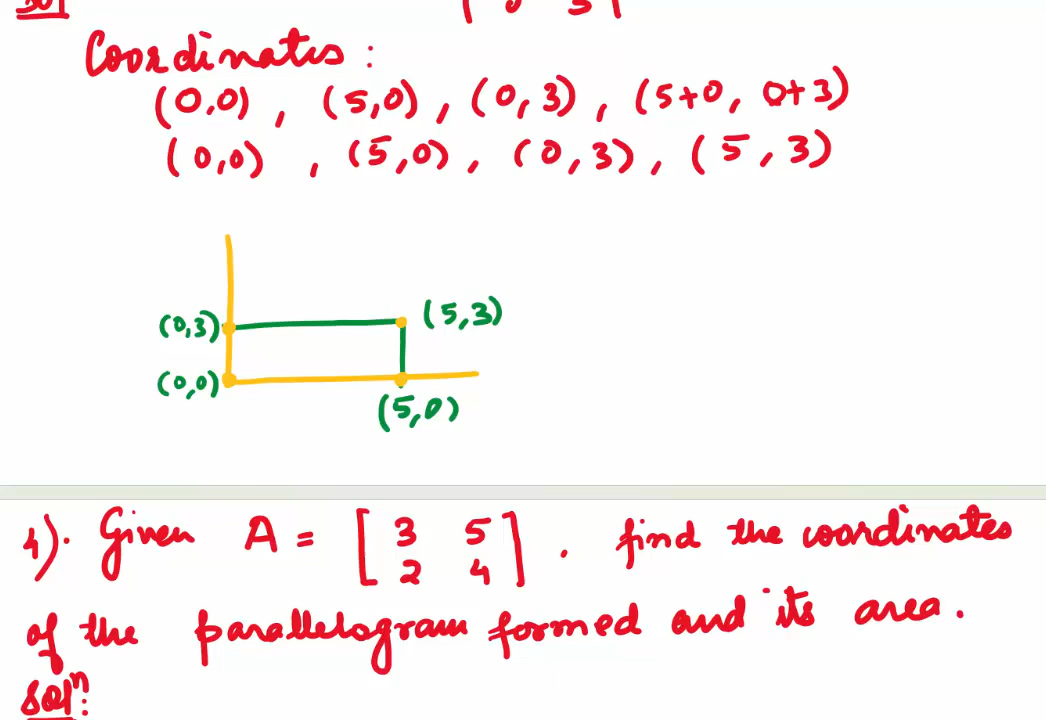 Coordinates :
(0,0) , (5,0) , (0,3) , (5+0, 0+3)
(0,0) , (5,0) , (0,3) , (5,3)
(0,3)
(5,3)
(0,0)
(5,0)
4). Given A = [ 3 5
2 4 ] . find the coordinates
of the parallelogram formed and its area.
Solⁿ: